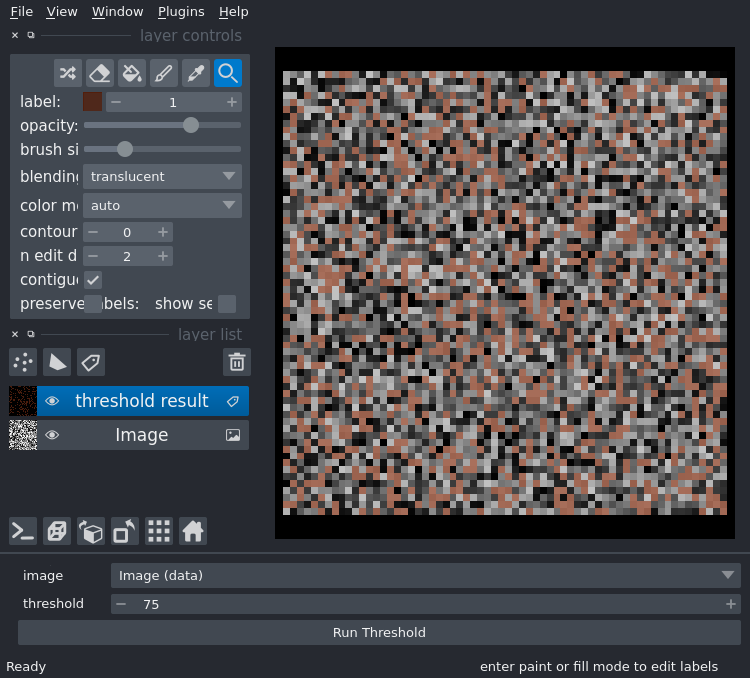 File View Window Plugins Help
layer controls
label: 1
opacity:
brush si
blending translucent
color m auto
contour 0
n edit d 2
contigu
preserve abels: show se
layer list
threshold result
Image
image Image (data)
threshold 75
Run Threshold
Ready enter paint or fill mode to edit labels